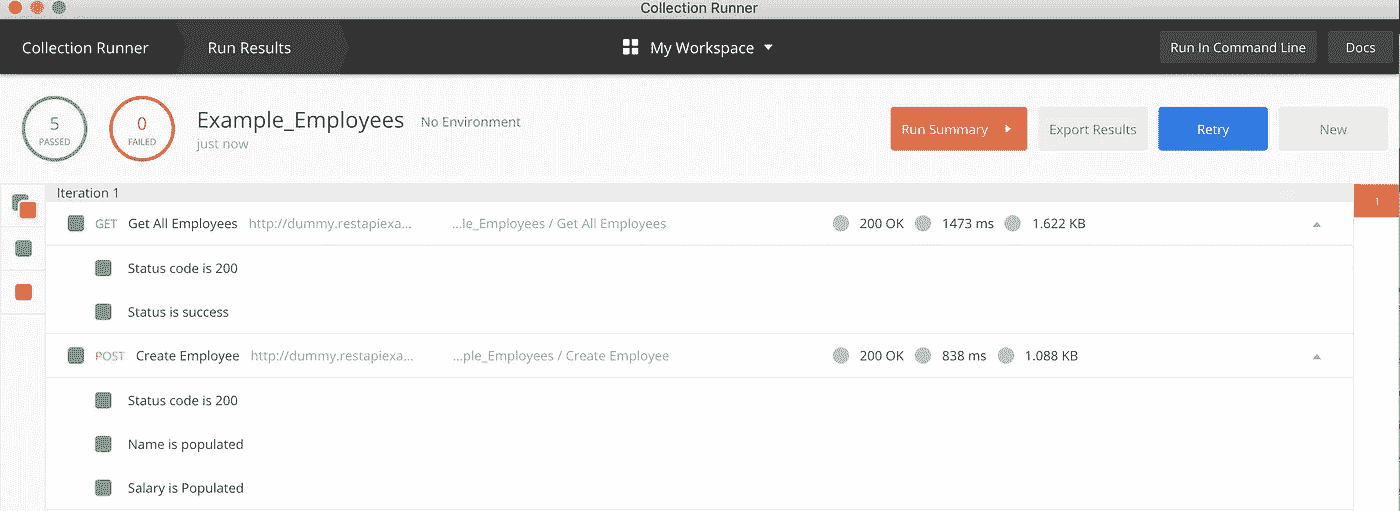 Collection Runner
Collection Runner Run Results My Workspace Run In Command Line Docs
5 PASSED 0 FAILED Example_Employees No Environment
just now
Run Summary Export Results Retry New
Iteration 1
1
GET Get All Employees http://dummy.restapiexa... ...le_Employees / Get All Employees 200 OK 1473 ms 1.622 KB
Status code is 200
Status is success
POST Create Employee http://dummy.restapiexa... ...ple_Employees / Create Employee 200 OK 838 ms 1.088 KB
Status code is 200
Name is populated
Salary is Populated